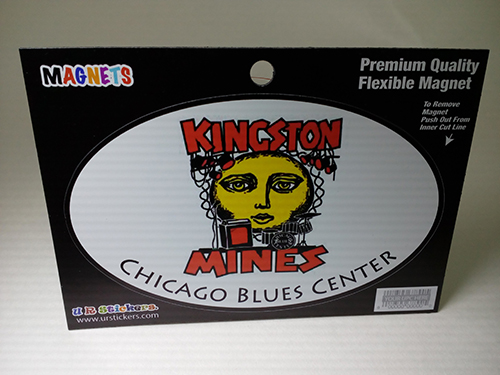 MAGNETS
Premium Quality
Flexible Magnet
To Remove
Magnet
Push Out From
Inner Cut Line
KINGSTON
MINES
CHICAGO BLUES CENTER
U R Stickers
www.urstickers.com